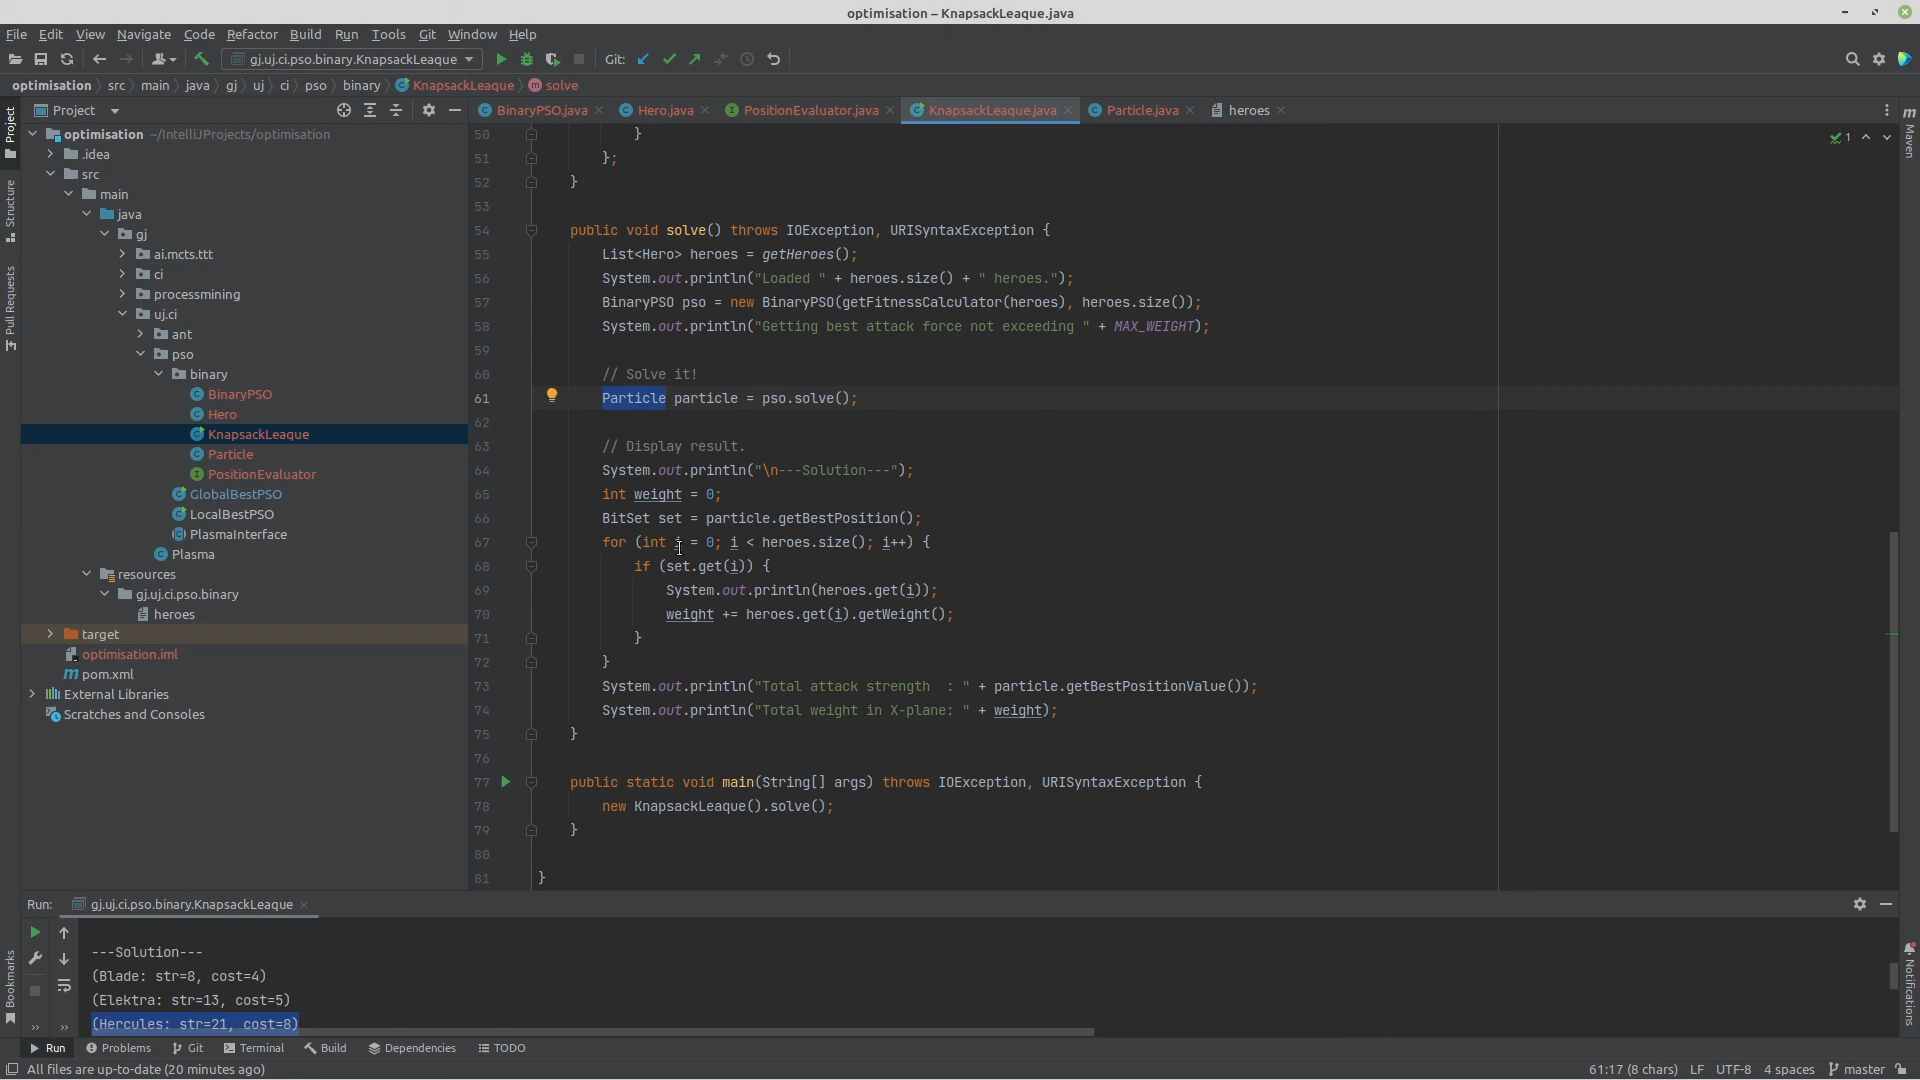 optimisation – KnapsackLeaque.java
File Edit View Navigate Code Refactor Build Run Tools Git Window Help
gj.uj.ci.pso.binary.KnapsackLeaque Git:
optimisation src main java gj uj ci pso binary KnapsackLeaque solve
Project
BinaryPSO.java Hero.java PositionEvaluator.java KnapsackLeaque.java Particle.java heroes
Maven
Project
Structure
Pull Requests
Bookmarks
Notifications
optimisation ~/IntelliJProjects/optimisation
.idea
src
main
java
gj
ai.mcts.ttt
ci
processmining
uj.ci
ant
pso
binary
BinaryPSO
Hero
KnapsackLeaque
Particle
PositionEvaluator
GlobalBestPSO
LocalBestPSO
PlasmaInterface
Plasma
resources
gj.uj.ci.pso.binary
heroes
target
optimisation.iml
pom.xml
External Libraries
Scratches and Consoles
1
50 }
51 };
52 }
53
54 public void solve() throws IOException, URISyntaxException {
55 List<Hero> heroes = getHeroes();
56 System.out.println("Loaded " + heroes.size() + " heroes.");
57 BinaryPSO pso = new BinaryPSO(getFitnessCalculator(heroes), heroes.size());
58 System.out.println("Getting best attack force not exceeding " + MAX_WEIGHT);
59
60 // Solve it!
61 Particle particle = pso.solve();
62
63 // Display result.
64 System.out.println("\n---Solution---");
65 int weight = 0;
66 BitSet set = particle.getBestPosition();
67 for (int i = 0; i < heroes.size(); i++) {
68 if (set.get(i)) {
69 System.out.println(heroes.get(i));
70 weight += heroes.get(i).getWeight();
71 }
72 }
73 System.out.println("Total attack strength  : " + particle.getBestPositionValue());
74 System.out.println("Total weight in X-plane: " + weight);
75 }
76
77 public static void main(String[] args) throws IOException, URISyntaxException {
78 new KnapsackLeaque().solve();
79 }
80
81 }
Run: gj.uj.ci.pso.binary.KnapsackLeaque
---Solution---
(Blade: str=8, cost=4)
(Elektra: str=13, cost=5)
(Hercules: str=21, cost=8)
Run Problems Git Terminal Build Dependencies TODO
All files are up-to-date (20 minutes ago) 61:17 (8 chars) LF UTF-8 4 spaces master